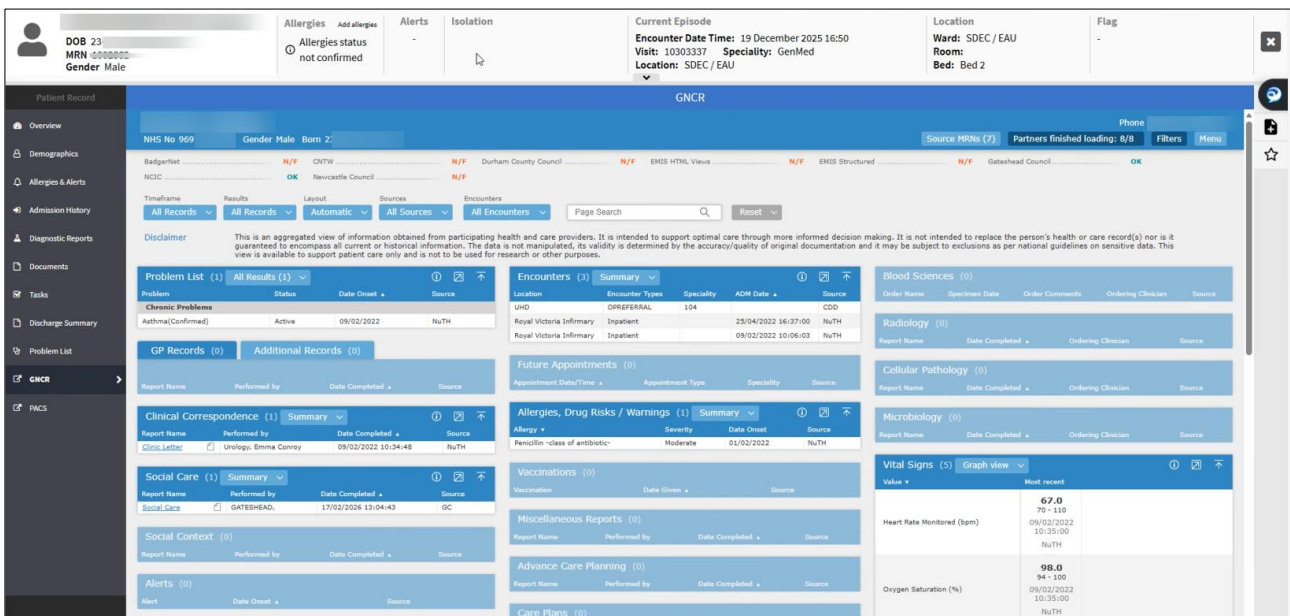 Allergies Add allergies Alerts Isolation Current Episode Location Flag
DOB 23
MRN
Gender Male
Allergies status
not confirmed
-
Encounter Date Time: 19 December 2025 16:50
Visit: 10303337 Speciality: GenMed
Location: SDEC / EAU
Ward: SDEC / EAU
Room:
Bed: Bed 2
-
Patient Record
GNCR
Overview
Demographics
Allergies & Alerts
Admission History
Diagnostic Reports
Documents
Tasks
Discharge Summary
Problem List
GNCR
PACS
Phone
NHS No 969 Gender Male Born 2
Source MRNs (7) Partners finished loading: 8/8 Filters Menu
BadgerNet N/F CNTW N/F Durham County Council N/F EMIS HTML Views N/F EMIS Structured N/F Gateshead Council OK
NCIC OK Newcastle Council N/F
Timeframe Results Layout Sources Encounters
All Records All Records Automatic All Sources All Encounters Page Search Reset
Disclaimer
This is an aggregated view of information obtained from participating health and care providers. It is intended to support optimal care through more informed decision making. It is not intended to replace the person's health or care record(s) nor is it
guaranteed to encompass all current or historical information. The data is not manipulated, its validity is determined by the accuracy/quality of original documentation and it may be subject to exclusions as per national guidelines on sensitive data. This
view is available to support patient care only and is not to be used for research or other purposes.
Problem List (1) All Results (1)
Problem Status Date Onset Source
Chronic Problems
Asthma(Confirmed) Active 09/02/2022 NuTH
GP Records (0) Additional Records (0)
Report Name Performed by Date Completed Source
Clinical Correspondence (1) Summary
Report Name Performed by Date Completed Source
Clinic Letter Urology, Emma Conroy 09/02/2022 10:34:48 NuTH
Social Care (1) Summary
Report Name Performed by Date Completed Source
Social Care GATESHEAD, 17/02/2026 13:04:43 GC
Social Context (0)
Report Name Performed by Date Completed Source
Alerts (0)
Alert Date Onset Source
Encounters (3) Summary
Location Encounter Types Speciality ADM Date Source
UHD OPREFERRAL 104 CDD
Royal Victoria Infirmary Inpatient 25/04/2022 16:37:00 NuTH
Royal Victoria Infirmary Inpatient 09/02/2022 10:06:03 NuTH
Future Appointments (0)
Appointment Date/Time Appointment Type Speciality Source
Allergies, Drug Risks / Warnings (1) Summary
Allergy Severity Date Onset Source
Penicillin -class of antibiotic- Moderate 01/02/2022 NuTH
Vaccinations (0)
Vaccination Date Given Source
Miscellaneous Reports (0)
Report Name Performed by Date Completed Source
Advance Care Planning (0)
Report Name Performed by Date Completed Source
Care Plans (0)
Blood Sciences (0)
Order Name Specimen Date Order Comments Ordering Clinician Source
Radiology (0)
Report Name Date Completed Ordering Clinician Source
Cellular Pathology (0)
Report Name Date Completed Ordering Clinician Source
Microbiology (0)
Report Name Date Completed Ordering Clinician Source
Vital Signs (5) Graph view
Value Most recent
Heart Rate Monitored (bpm)
67.0
70 - 110
09/02/2022
10:35:00
NuTH
Oxygen Saturation (%)
98.0
94 - 100
09/02/2022
10:35:00
NuTH